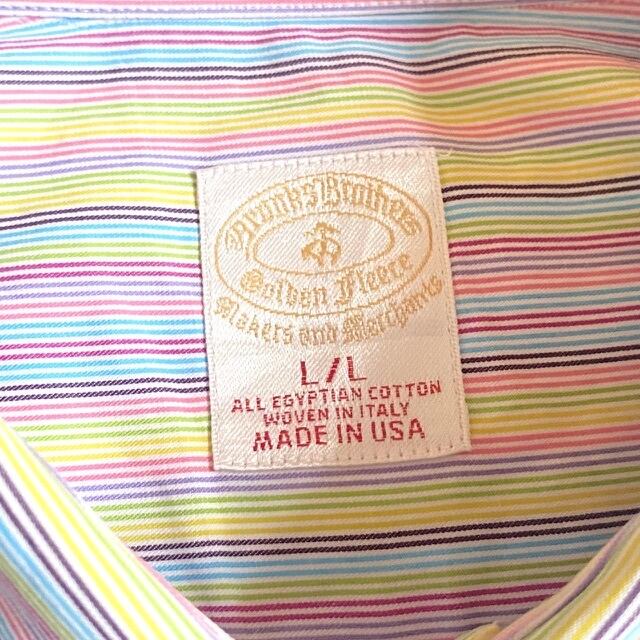 Brooks Brothers
Golden Fleece
Makers and Merchants
L/L
ALL EGYPTIAN COTTON
WOVEN IN ITALY
MADE IN USA